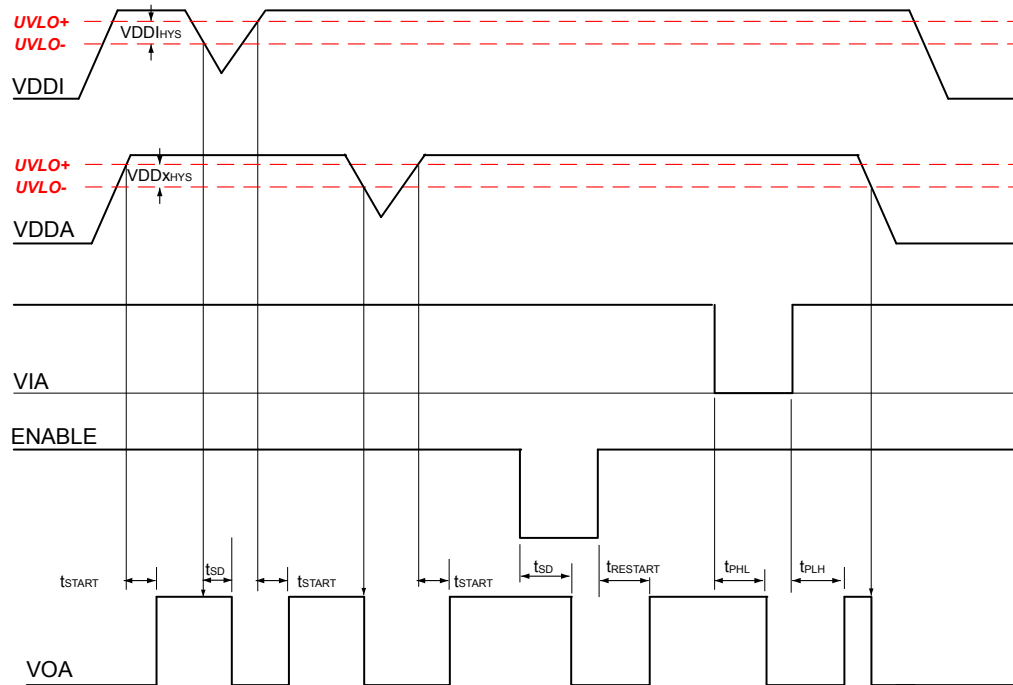 UVLO+
VDDIHYS
UVLO-
VDDI
UVLO+
VDDxHYS
UVLO-
VDDA
VIA
ENABLE
tSTART
tSD
tSTART
tSTART
tSD
tRESTART
tPHL
tPLH
VOA